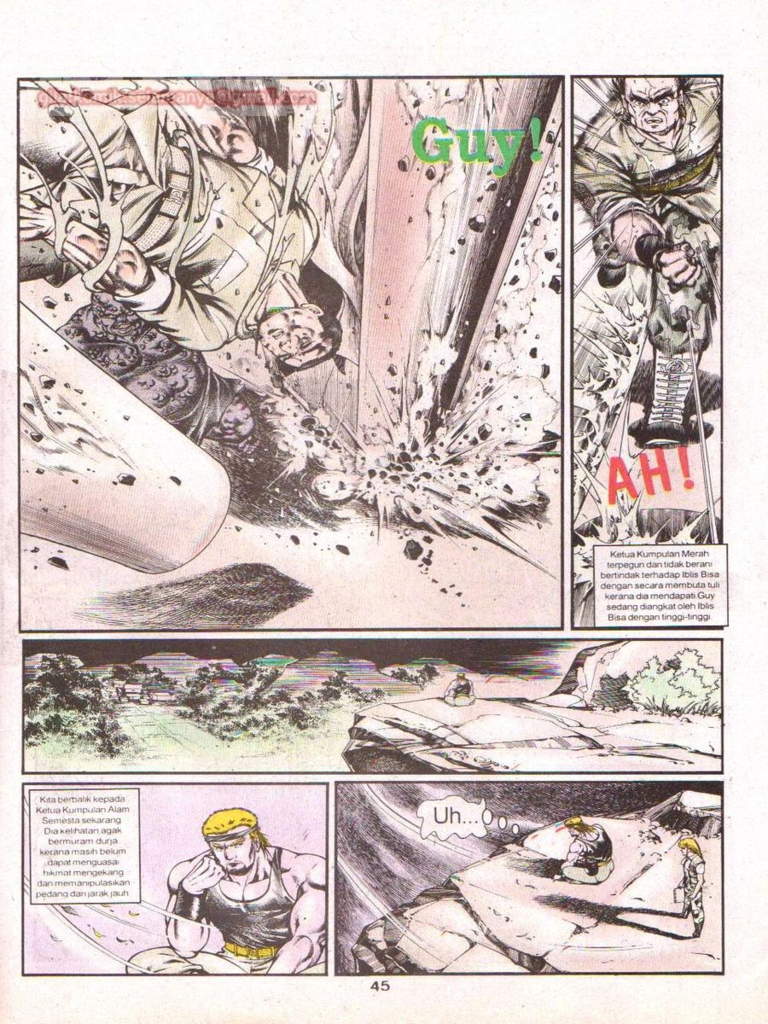 Guy!
AH!
Ketua Kumpulan Merah
terpegun dan tidak berani
bertindak terhadap Iblis Bisa
dengan secara membuta tuli
kerana dia mendapati Guy
sedang diangkat oleh Iblis
Bisa dengan tinggi-tinggi.
Kita berbalik kepada
Ketua Kumpulan Alam
Semesta sekarang
Dia kelihatan agak
bermuram durja
kerana masih belum
dapat menguasai
hikmat mengekang
dan memanipulasikan
pedang dari jarak jauh.
Uh...
45